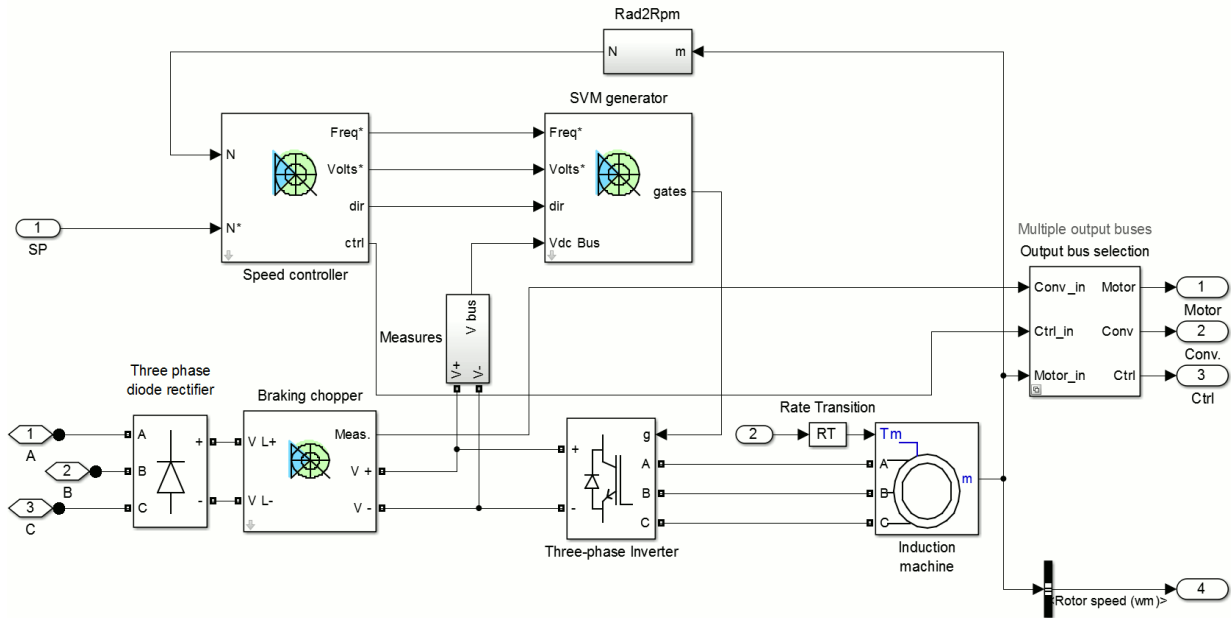 Rad2Rpm
N
m
SVM generator
Freq*
Freq*
N
Volts*
Volts*
gates
dir
dir
1
N*
SP
ctrl
Vdc Bus
Speed controller
Multiple output buses
Output bus selection
Conv_in
Motor
1
Motor
V bus
Measures
Ctrl_in
Conv
2
Conv.
V+
V-
Motor_in
Ctrl
3
Ctrl
Three phase
diode rectifier
Braking chopper
Rate Transition
1
A
A
+
V L+
Meas.
g
2
RT
Tm
+
A
A
2
B
B
V +
m
B
B
3
C
C
-
V L-
V -
-
C
C
Three-phase Inverter
Induction
machine
<Rotor speed (wm)>
4